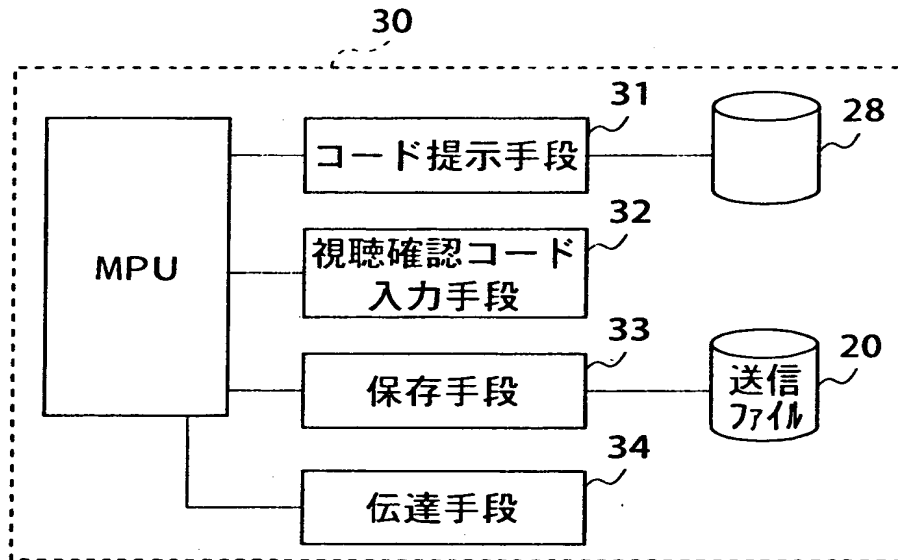 30
31
コード提示手段
28
32
視聴確認コード
入力手段
MPU
33
保存手段
20
送信
ファイル
34
伝達手段